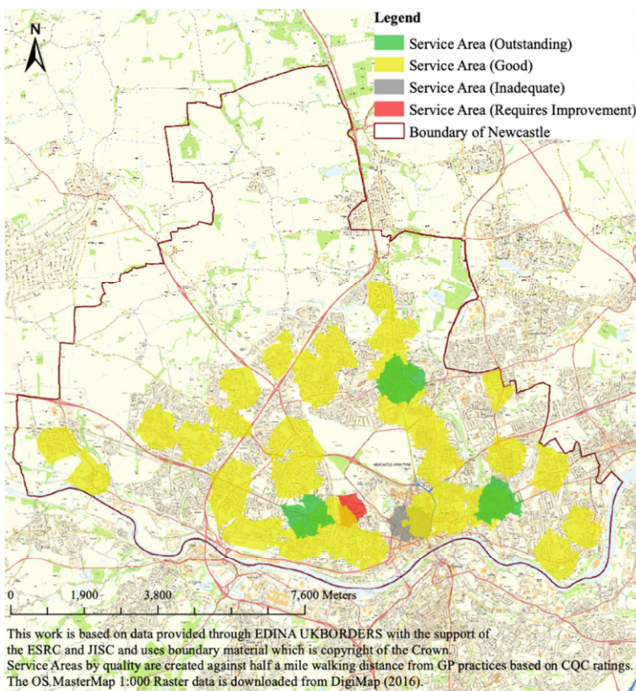 Legend
N
Service Area (Outstanding)
Service Area (Good)
Service Area (Inadequate)
Service Area (Requires Improvement)
Boundary of Newcastle
NEWCASTLE UPON TYNE
0 1,900 3,800 7,600 Meters
This work is based on data provided through EDINA UKBORDERS with the support of
the ESRC and JISC and uses boundary material which is copyright of the Crown.
Service Areas by quality are created against half a mile walking distance from GP practices based on CQC ratings.
The OS MasterMap 1:000 Raster data is downloaded from DigiMap (2016).